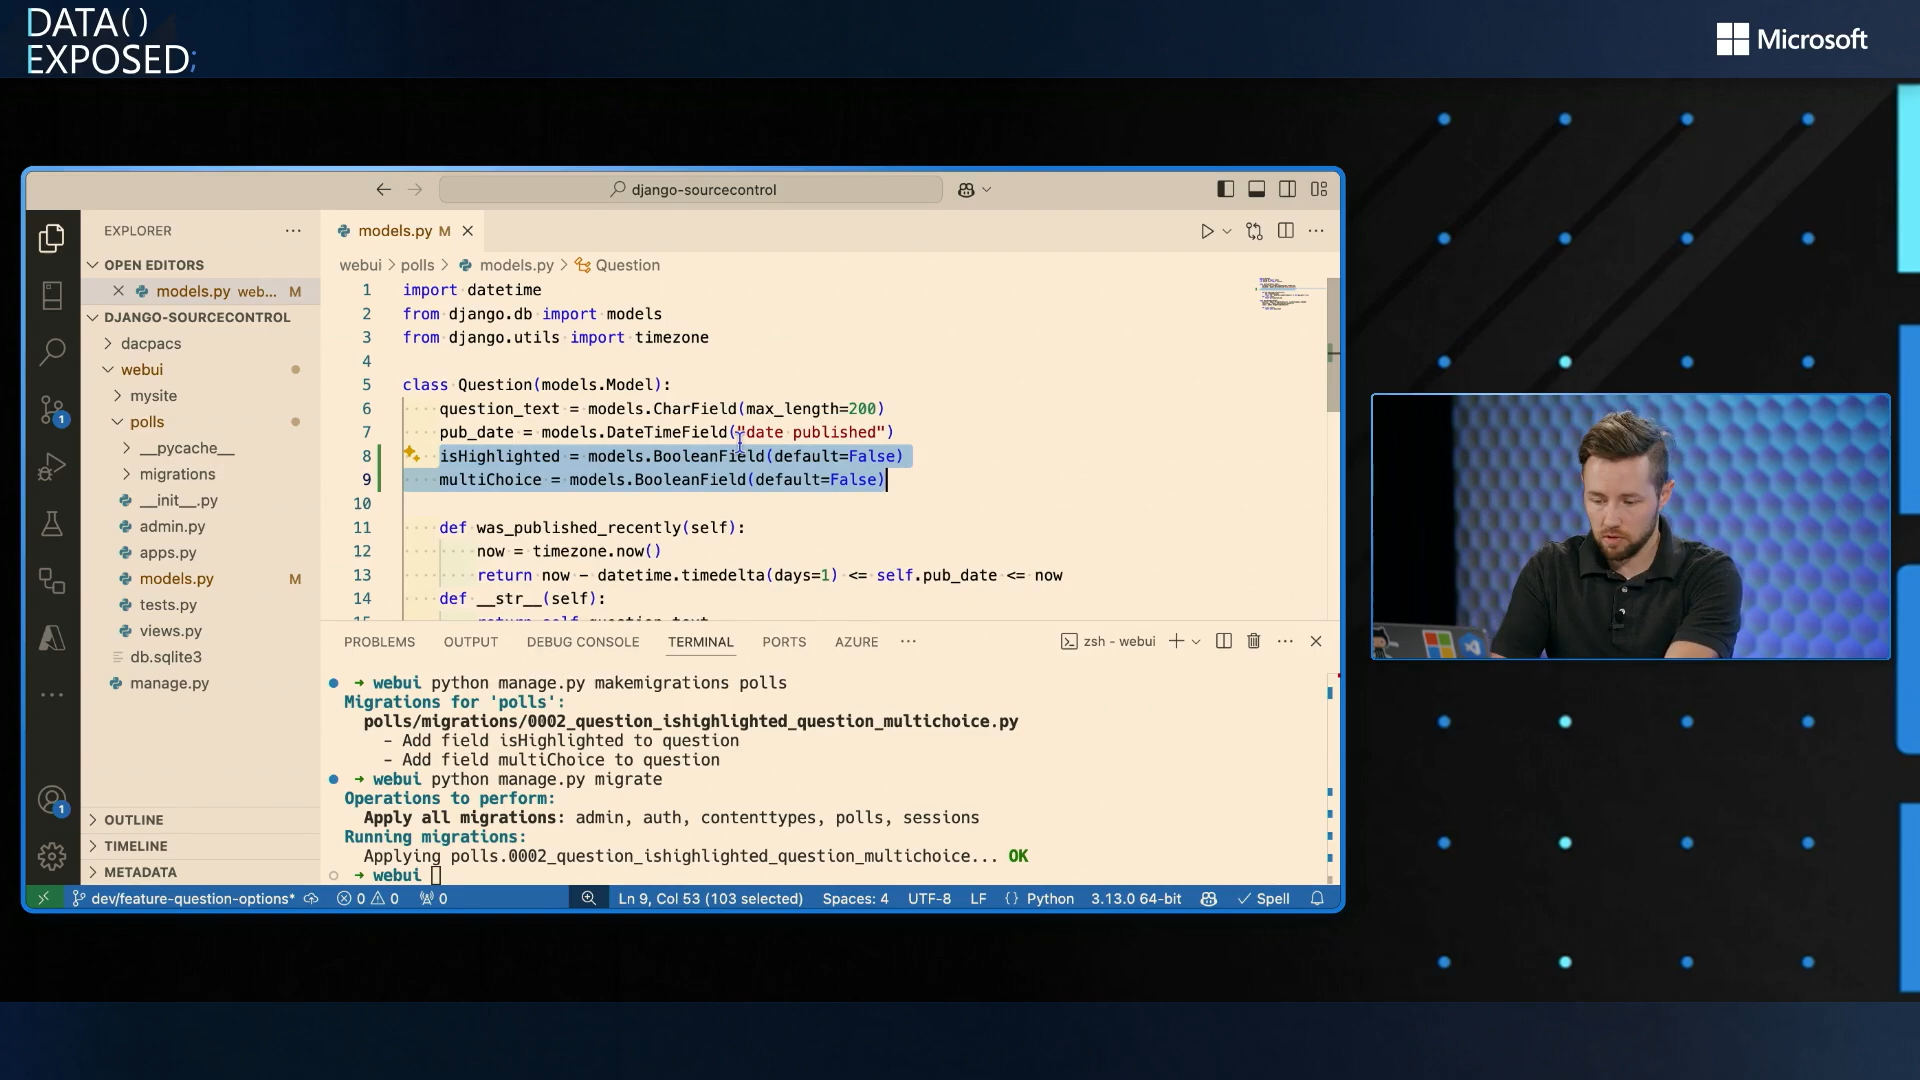 DATA()
EXPOSED;
Microsoft
django-sourcecontrol
EXPLORER
OPEN EDITORS
models.py web... M
DJANGO-SOURCECONTROL
dacpacs
webui
mysite
polls
__pycache__
migrations
__init__.py
admin.py
apps.py
models.py M
tests.py
views.py
db.sqlite3
manage.py
OUTLINE
TIMELINE
METADATA
1
1
models.py M
webui > polls > models.py > Question
1 import datetime
2 from django.db import models
3 from django.utils import timezone
4
5 class Question(models.Model):
6 question_text = models.CharField(max_length=200)
7 pub_date = models.DateTimeField("date published")
8 isHighlighted = models.BooleanField(default=False)
9 multiChoice = models.BooleanField(default=False)
10
11 def was_published_recently(self):
12 now = timezone.now()
13 return now - datetime.timedelta(days=1) <= self.pub_date <= now
14 def __str__(self):
PROBLEMS OUTPUT DEBUG CONSOLE TERMINAL PORTS AZURE
zsh - webui
→ webui python manage.py makemigrations polls
Migrations for 'polls':
polls/migrations/0002_question_ishighlighted_question_multichoice.py
- Add field isHighlighted to question
- Add field multiChoice to question
→ webui python manage.py migrate
Operations to perform:
Apply all migrations: admin, auth, contenttypes, polls, sessions
Running migrations:
Applying polls.0002_question_ishighlighted_question_multichoice... OK
→ webui
dev/feature-question-options* 0 0 0 Ln 9, Col 53 (103 selected) Spaces: 4 UTF-8 LF {} Python 3.13.0 64-bit Spell